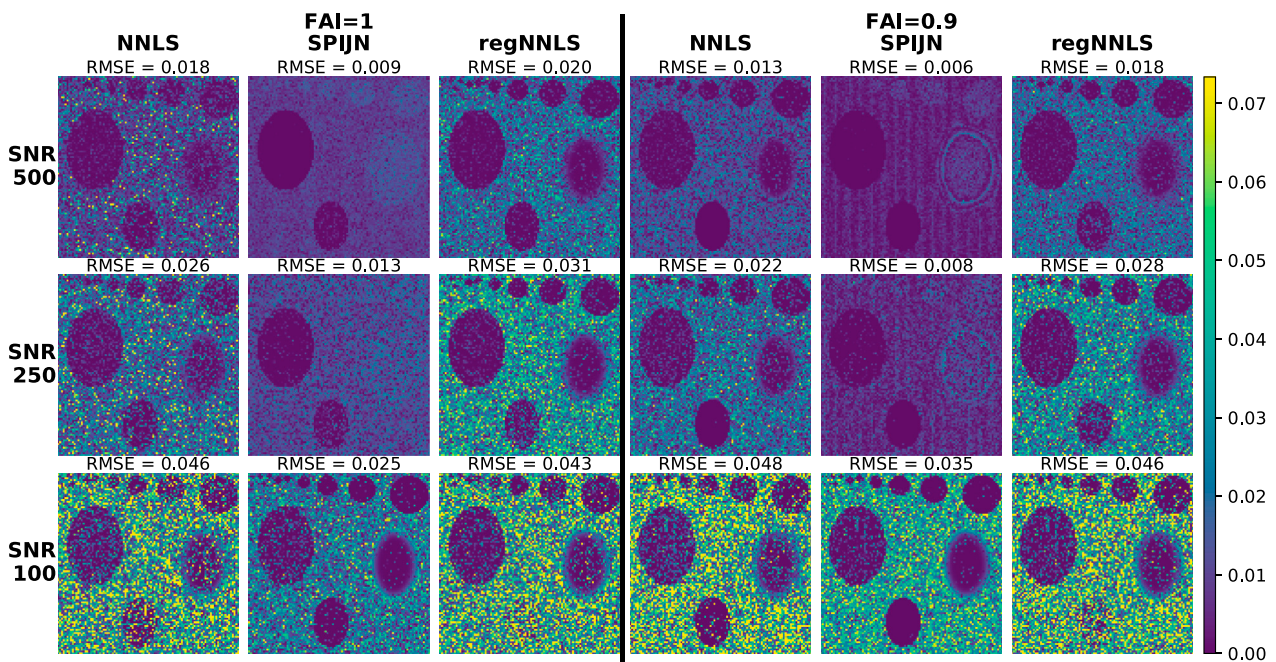 FAI=1
FAI=0.9
NNLS SPIJN regNNLS NNLS SPIJN regNNLS
RMSE = 0.018 RMSE = 0.009 RMSE = 0.020 RMSE = 0.013 RMSE = 0.006 RMSE = 0.018
SNR
500
RMSE = 0.026 RMSE = 0.013 RMSE = 0.031 RMSE = 0.022 RMSE = 0.008 RMSE = 0.028
SNR
250
RMSE = 0.046 RMSE = 0.025 RMSE = 0.043 RMSE = 0.048 RMSE = 0.035 RMSE = 0.046
SNR
100
0.07
0.06
0.05
0.04
0.03
0.02
0.01
0.00